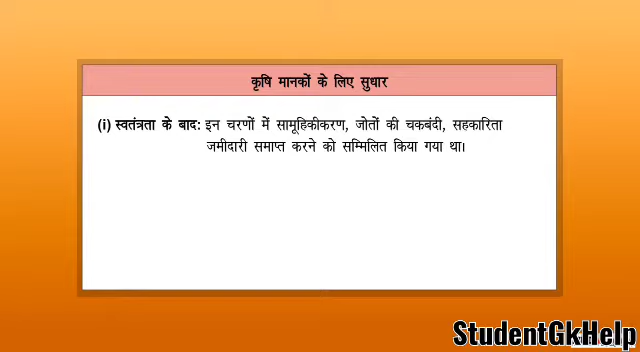 कृषि मानकों के लिए सुधार
(i) स्वतंत्रता के बाद: इन चरणों में सामूहिकीकरण, जोतों की चकबंदी, सहकारिता
जमीदारी समाप्त करने को सम्मिलित किया गया था।
StudentGkHelp